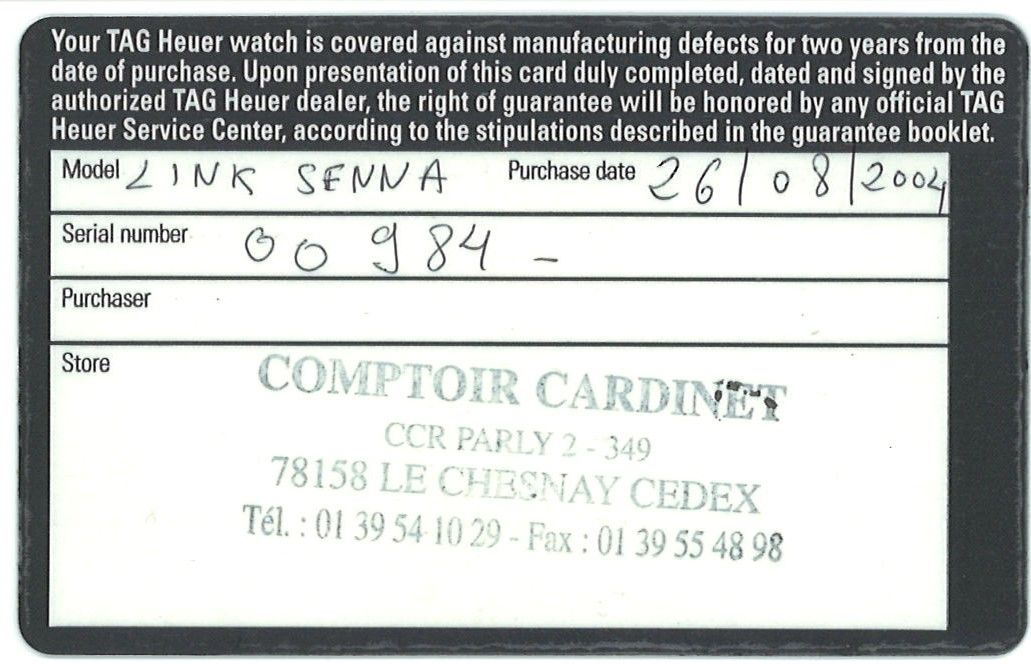 Your TAG Heuer watch is covered against manufacturing defects for two years from the
date of purchase. Upon presentation of this card duly completed, dated and signed by the
authorized TAG Heuer dealer, the right of guarantee will be honored by any official TAG
Heuer Service Center, according to the stipulations described in the guarantee booklet.
Model LINK SENNA Purchase date 26/08/2004
Serial number 00984-
Purchaser
Store
COMPTOIR CARDINET
CCR PARLY 2 - 349
78158 LE CHESNAY CEDEX
Tél. : 01 39 54 10 29 - Fax : 01 39 55 48 98